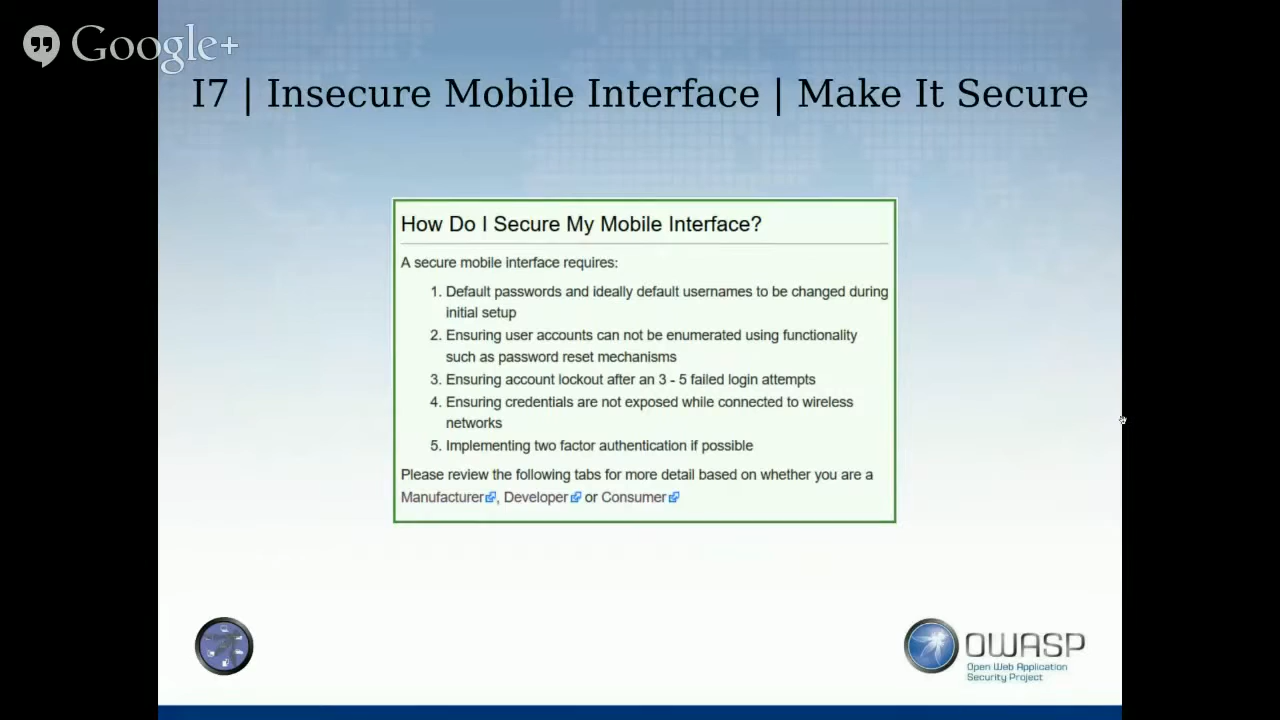 Google+
I7 | Insecure Mobile Interface | Make It Secure
How Do I Secure My Mobile Interface?
A secure mobile interface requires:
1. Default passwords and ideally default usernames to be changed during
initial setup
2. Ensuring user accounts can not be enumerated using functionality
such as password reset mechanisms
3. Ensuring account lockout after an 3 - 5 failed login attempts
4. Ensuring credentials are not exposed while connected to wireless
networks
5. Implementing two factor authentication if possible
Please review the following tabs for more detail based on whether you are a
Manufacturer, Developer or Consumer
OWASP
Open Web Application
Security Project